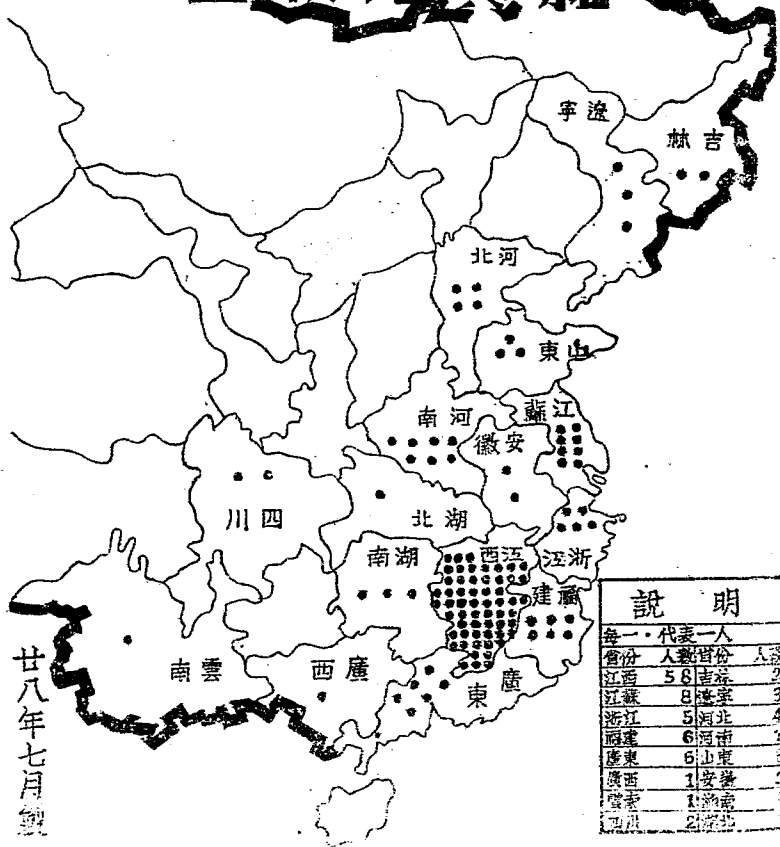 遼寧
吉林
河北
山東
河南
江蘇
安徽
四川
湖北
浙江
湖南
江西
福建
雲南
廣西
廣東
說明
每一・代表一人
省份 人數 省份
江西 58 吉林
江蘇 8 遼寧
浙江 5 河北
福建 6 河南
廣東 山東
廣西 1 安徽
雲南 1
四川 2 湖北
廿八年七月製